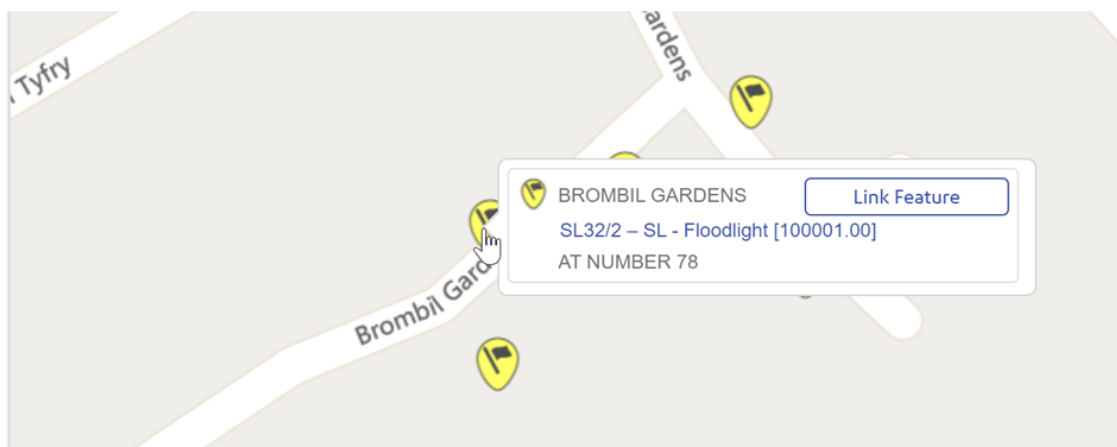 Tyfry
ardens
BROMBIL GARDENS
Link Feature
SL32/2 – SL - Floodlight [100001.00]
AT NUMBER 78
Brombil Gard